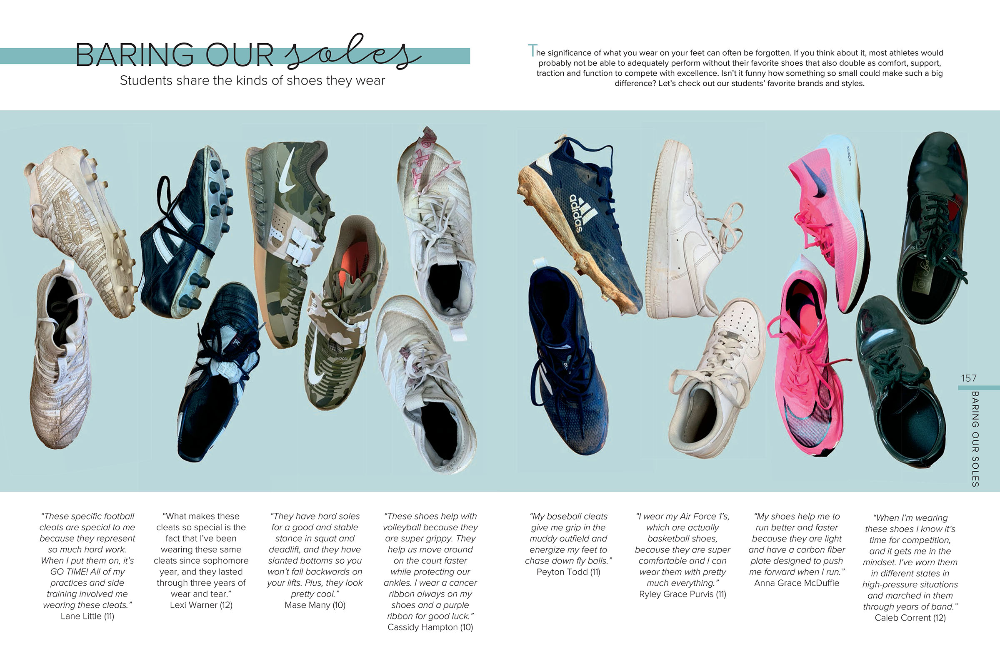 BARING OUR soles
Students share the kinds of shoes they wear
The significance of what you wear on your feet can often be forgotten. If you think about it, most athletes would
probably not be able to adequately perform without their favorite shoes that also double as comfort, support,
traction and function to compete with excellence. Isn't it funny how something so small could make such a big
difference? Let's check out our students' favorite brands and styles.
adidas
157
BARING OUR SOLES
“These specific football
cleats are special to me
because they represent
so much hard work.
When I put them on, it’s
GO TIME! All of my
practices and side
training involved me
wearing these cleats.”
Lane Little (11)
“What makes these
cleats so special is the
fact that I’ve been
wearing these same
cleats since sophomore
year, and they lasted
through three years of
wear and tear.”
Lexi Warner (12)
“They have hard soles
for a good and stable
stance in squat and
deadlift, and they have
slanted bottoms so you
won’t fall backwards on
your lifts. Plus, they look
pretty cool.”
Mase Many (10)
“These shoes help with
volleyball because they
are super grippy. They
help us move around
on the court faster
while protecting our
ankles. I wear a cancer
ribbon always on my
shoes and a purple
ribbon for good luck.”
Cassidy Hampton (10)
“My baseball cleats
give me grip in the
muddy outfield and
energize my feet to
chase down fly balls.”
Peyton Todd (11)
“I wear my Air Force 1’s,
which are actually
basketball shoes,
because they are super
comfortable and I can
wear them with pretty
much everything.”
Ryley Grace Purvis (11)
“My shoes help me to
run better and faster
because they are light
and have a carbon fiber
plate designed to push
me forward when I run.”
Anna Grace McDuffie
“When I’m wearing
these shoes I know it’s
time for competition,
and it gets me in the
mindset. I’ve worn them
in different states in
high-pressure situations
and marched in them
through years of band.”
Caleb Corrent (12)